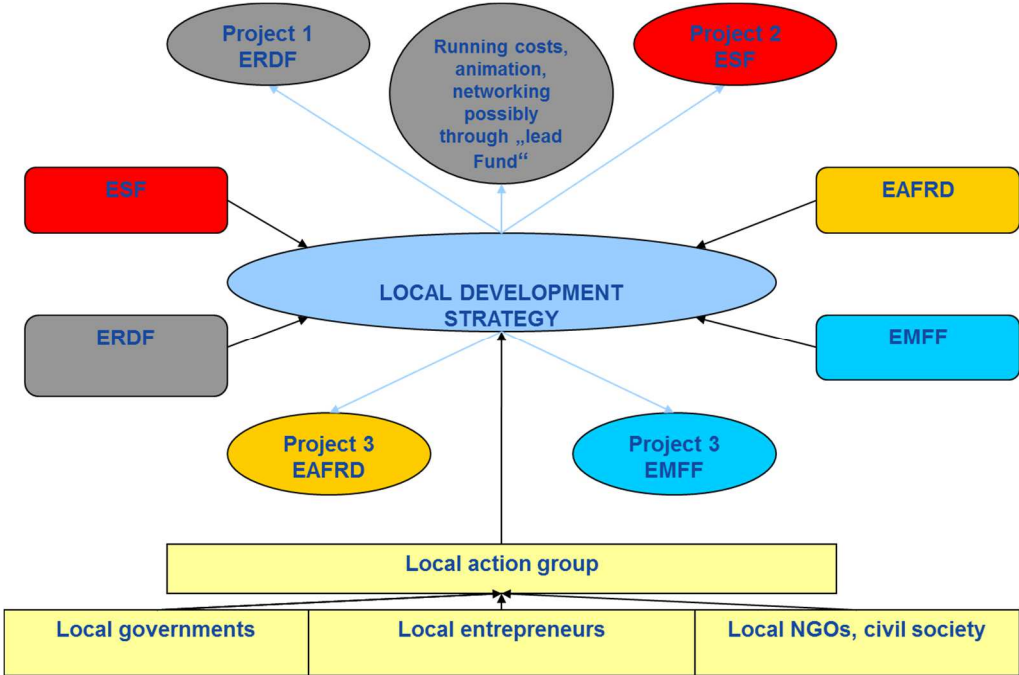 Project 1
ERDF
Running costs,
animation,
networking
possibly
through „lead
Fund“
Project 2
ESF
ESF
EAFRD
LOCAL DEVELOPMENT
STRATEGY
ERDF
EMFF
Project 3
EAFRD
Project 3
EMFF
Local action group
Local governments
Local entrepreneurs
Local NGOs, civil society